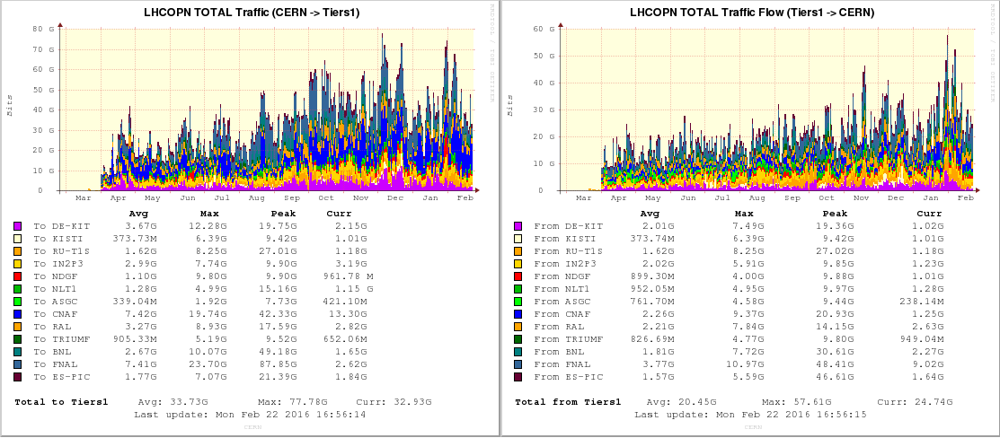 LHCOPN TOTAL Traffic (CERN -> Tiers1)
RRDTOOL / TOBI OETIKER
80 G
70 G
60 G
50 G
40 G
30 G
20 G
10 G
0
Bits
Mar Apr May Jun Jul Aug Sep Oct Nov Dec Jan Feb
Avg Max Peak Curr
To DE-KIT 3.67G 12.28G 19.75G 2.15G
To KISTI 373.73M 6.39G 9.42G 1.01G
To RU-T1S 1.62G 8.25G 27.01G 1.18G
To IN2P3 2.99G 7.74G 9.90G 3.19G
To NDGF 1.10G 9.80G 9.90G 961.78 M
To NLT1 1.28G 4.99G 15.16G 1.15 G
To ASGC 339.04M 1.92G 7.73G 421.10M
To CNAF 7.42G 19.74G 42.33G 13.30G
To RAL 3.27G 8.93G 17.59G 2.82G
To TRIUMF 905.33M 5.19G 9.52G 652.06M
To BNL 2.67G 10.07G 49.18G 1.65G
To FNAL 7.41G 23.70G 87.85G 2.62G
To ES-PIC 1.77G 7.07G 21.39G 1.84G
Total to Tiers1 Avg: 33.73G Max: 77.78G Curr: 32.93G
Last update: Mon Feb 22 2016 16:56:14
CERN
LHCOPN TOTAL Traffic Flow (Tiers1 -> CERN)
RRDTOOL / TOBI OETIKER
60 G
50 G
40 G
30 G
20 G
10 G
0
Bits
Mar Apr May Jun Jul Aug Sep Oct Nov Dec Jan Feb
Avg Max Peak Curr
From DE-KIT 2.01G 7.49G 19.36G 1.02G
From KISTI 373.74M 6.39G 9.42G 1.01G
From RU-T1S 1.62G 8.25G 27.02G 1.18G
From IN2P3 2.02G 5.91G 9.85G 1.23G
From NDGF 899.30M 4.00G 9.88G 1.01G
From NLT1 952.05M 4.95G 9.97G 1.28G
From ASGC 761.70M 4.58G 9.44G 238.14M
From CNAF 2.26G 9.37G 20.93G 1.25G
From RAL 2.21G 7.84G 14.15G 2.63G
From TRIUMF 826.69M 4.77G 9.80G 949.04M
From BNL 1.81G 7.72G 30.61G 2.27G
From FNAL 3.77G 10.97G 48.41G 9.02G
From ES-PIC 1.57G 5.59G 46.61G 1.64G
Total from Tiers1 Avg: 20.45G Max: 57.61G Curr: 24.74G
Last update: Mon Feb 22 2016 16:56:15
CERN